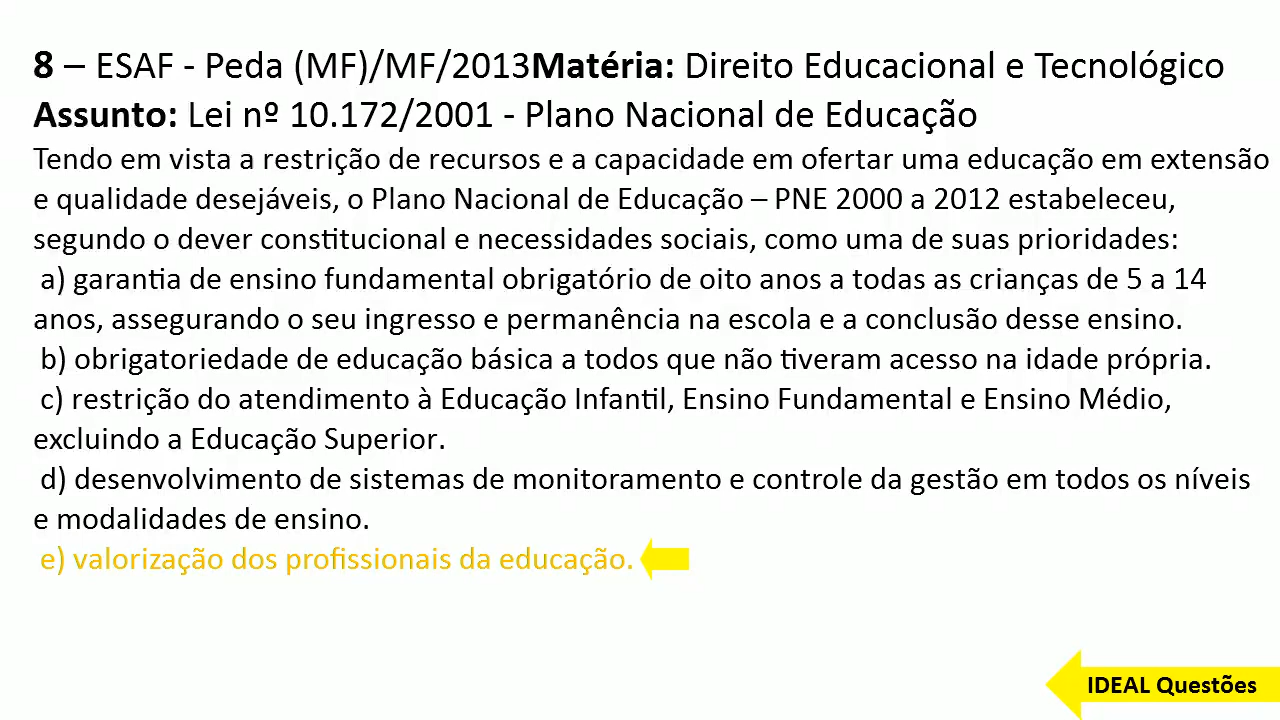 8 – ESAF - Peda (MF)/MF/2013Matéria: Direito Educacional e Tecnológico
Assunto: Lei nº 10.172/2001 - Plano Nacional de Educação
Tendo em vista a restrição de recursos e a capacidade em ofertar uma educação em extensão
e qualidade desejáveis, o Plano Nacional de Educação – PNE 2000 a 2012 estabeleceu,
segundo o dever constitucional e necessidades sociais, como uma de suas prioridades:
a) garantia de ensino fundamental obrigatório de oito anos a todas as crianças de 5 a 14
anos, assegurando o seu ingresso e permanência na escola e a conclusão desse ensino.
b) obrigatoriedade de educação básica a todos que não tiveram acesso na idade própria.
c) restrição do atendimento à Educação Infantil, Ensino Fundamental e Ensino Médio,
excluindo a Educação Superior.
d) desenvolvimento de sistemas de monitoramento e controle da gestão em todos os níveis
e modalidades de ensino.
e) valorização dos profissionais da educação.
IDEAL Questões